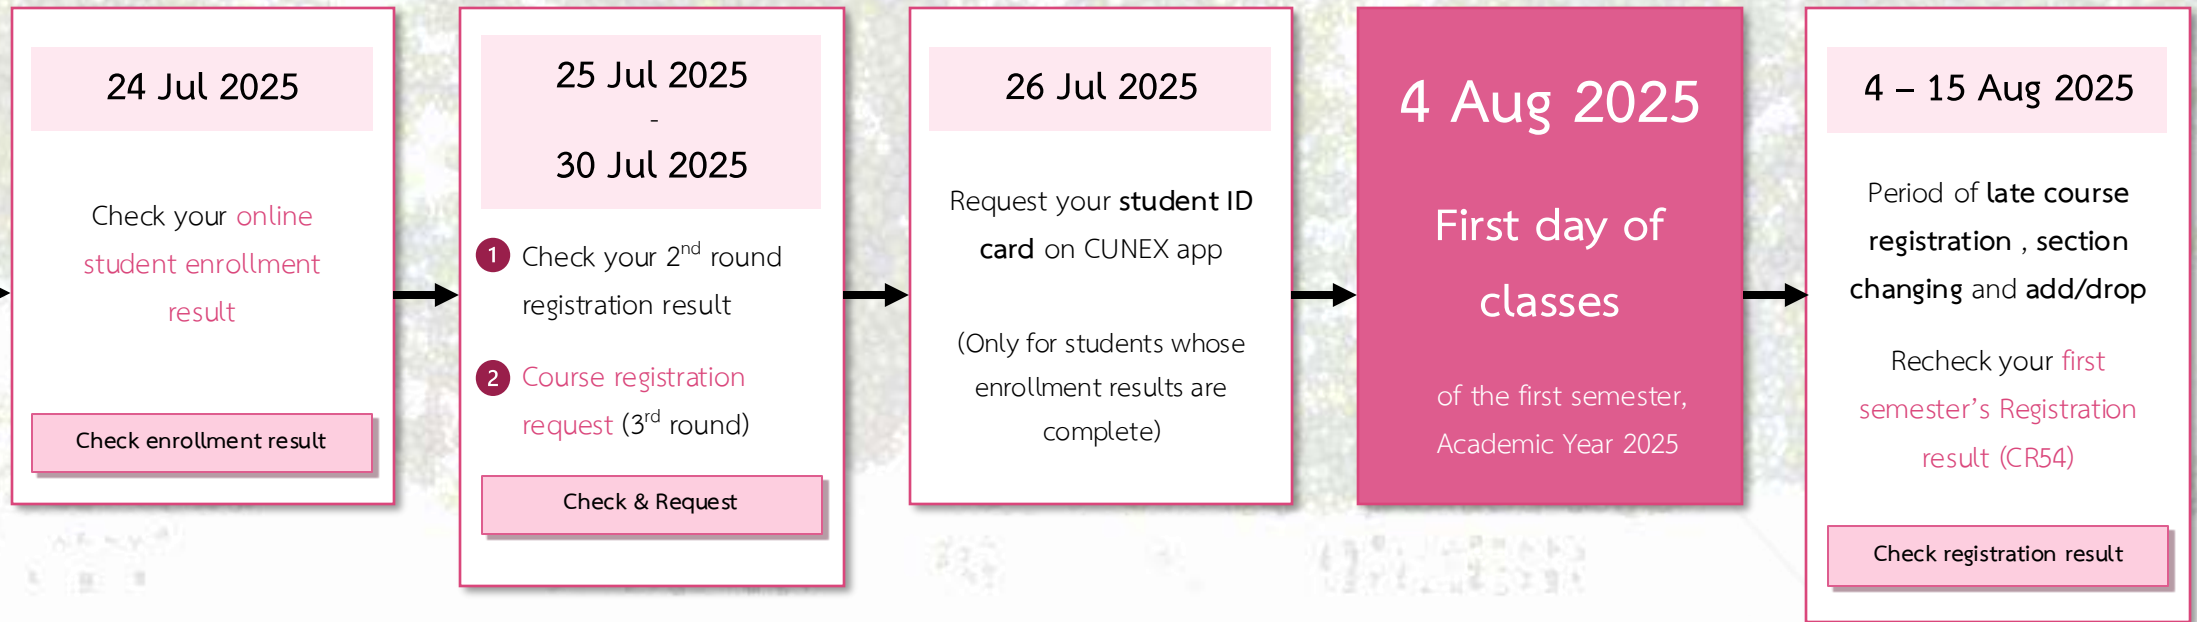 24 Jul 2025
Check your online
student enrollment
result
Check enrollment result
25 Jul 2025
-
30 Jul 2025
1 Check your 2nd round
registration result
2 Course registration
request (3rd round)
Check & Request
26 Jul 2025
Request your student ID
card on CUNEX app
(Only for students whose
enrollment results are
complete)
4 Aug 2025
First day of
classes
of the first semester,
Academic Year 2025
4 – 15 Aug 2025
Period of late course
registration , section
changing and add/drop
Recheck your first
semester’s Registration
result (CR54)
Check registration result